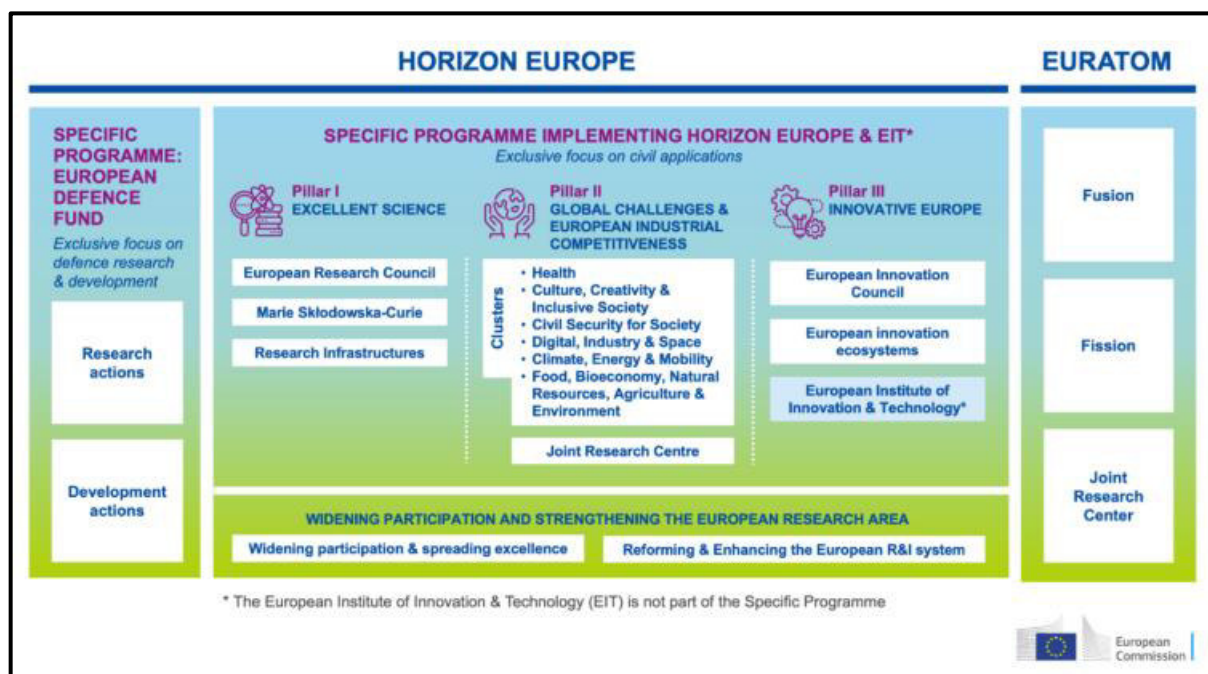 HORIZON EUROPE
EURATOM
SPECIFIC
PROGRAMME:
EUROPEAN
DEFENCE
FUND
Exclusive focus on
defence research
& development
Research
actions
Development
actions
SPECIFIC PROGRAMME IMPLEMENTING HORIZON EUROPE & EIT*
Exclusive focus on civil applications
Pillar I
EXCELLENT SCIENCE
European Research Council
Marie Skłodowska-Curie
Research Infrastructures
Pillar II
GLOBAL CHALLENGES &
EUROPEAN INDUSTRIAL
COMPETITIVENESS
Clusters
• Health
• Culture, Creativity &
Inclusive Society
• Civil Security for Society
• Digital, Industry & Space
• Climate, Energy & Mobility
• Food, Bioeconomy, Natural
Resources, Agriculture &
Environment
Joint Research Centre
Pillar III
INNOVATIVE EUROPE
European Innovation
Council
European innovation
ecosystems
European Institute of
Innovation & Technology*
WIDENING PARTICIPATION AND STRENGTHENING THE EUROPEAN RESEARCH AREA
Widening participation & spreading excellence
Reforming & Enhancing the European R&I system
Fusion
Fission
Joint
Research
Center
* The European Institute of Innovation & Technology (EIT) is not part of the Specific Programme
European
Commission